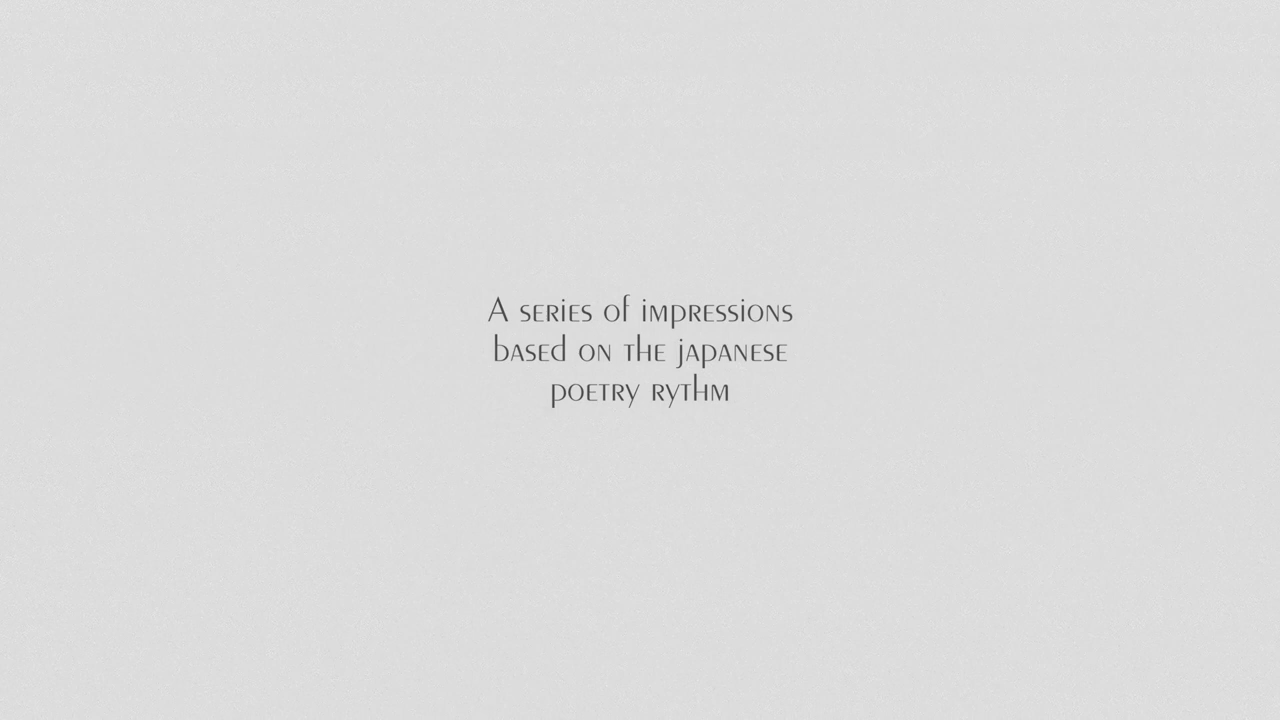 A series of impressions
based on the japanese
poetry rythm